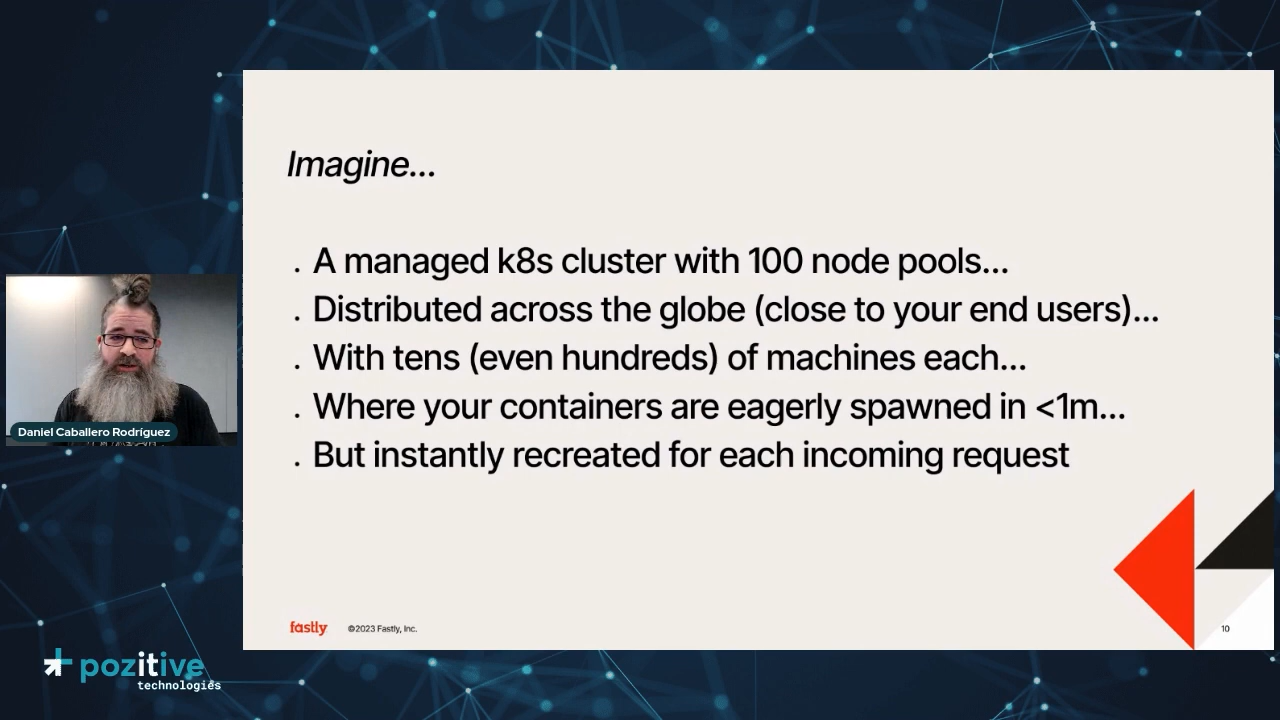 Imagine...
. A managed k8s cluster with 100 node pools...
. Distributed across the globe (close to your end users)...
. With tens (even hundreds) of machines each...
. Where your containers are eagerly spawned in <1m...
. But instantly recreated for each incoming request
Daniel Caballero Rodríguez
fastly ©2023 Fastly, Inc. 10
pozitive
technologies